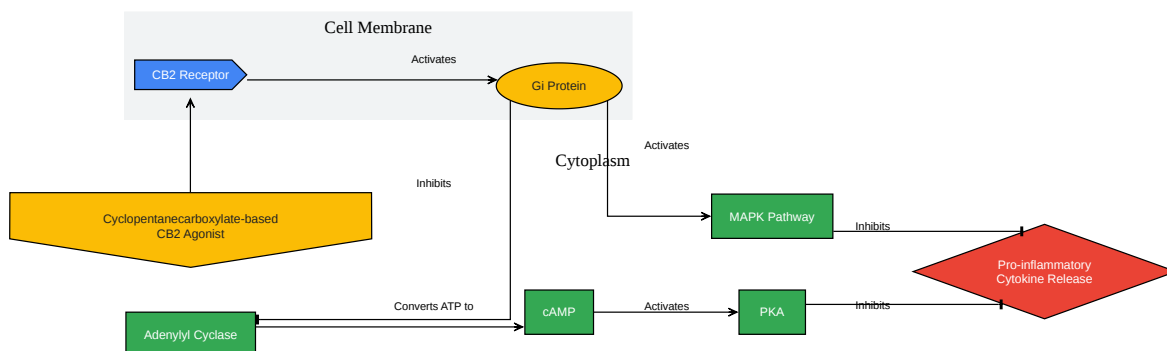 Cell Membrane
CB2 Receptor
Activates
Gi Protein
Activates
Cytoplasm
Inhibits
Cyclopentanecarboxylate-based
CB2 Agonist
MAPK Pathway
Inhibits
Pro-inflammatory
Cytokine Release
Converts ATP to
cAMP
Activates
PKA
Inhibits
Adenylyl Cyclase